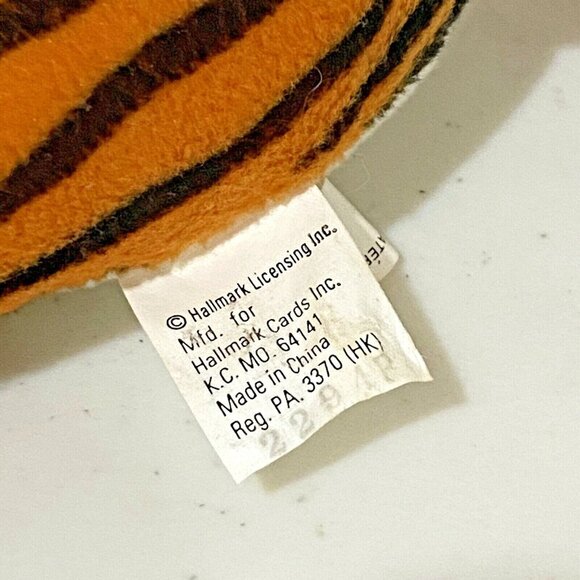 © Hallmark Licensing Inc.
Mfd. for
Hallmark Cards Inc.
K.C. MO. 64141
Made in China
Reg. PA. 3370 (HK)